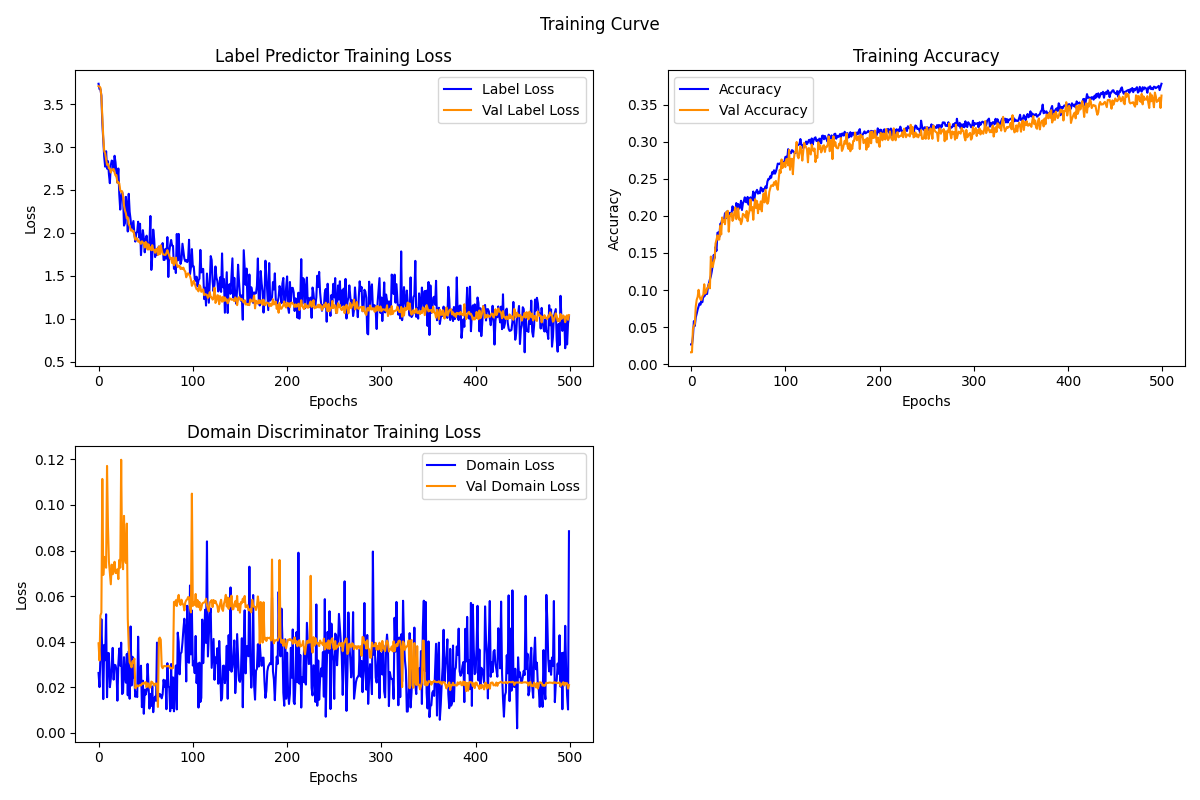 Training Curve
Label Predictor Training Loss
Label Loss
Val Label Loss
Loss
3.5
3.0
2.5
2.0
1.5
1.0
0.5
0 100 200 300 400 500
Epochs
Training Accuracy
Accuracy
Val Accuracy
Accuracy
0.35
0.30
0.25
0.20
0.15
0.10
0.05
0.00
0 100 200 300 400 500
Epochs
Domain Discriminator Training Loss
Domain Loss
Val Domain Loss
Loss
0.12
0.10
0.08
0.06
0.04
0.02
0.00
0 100 200 300 400 500
Epochs